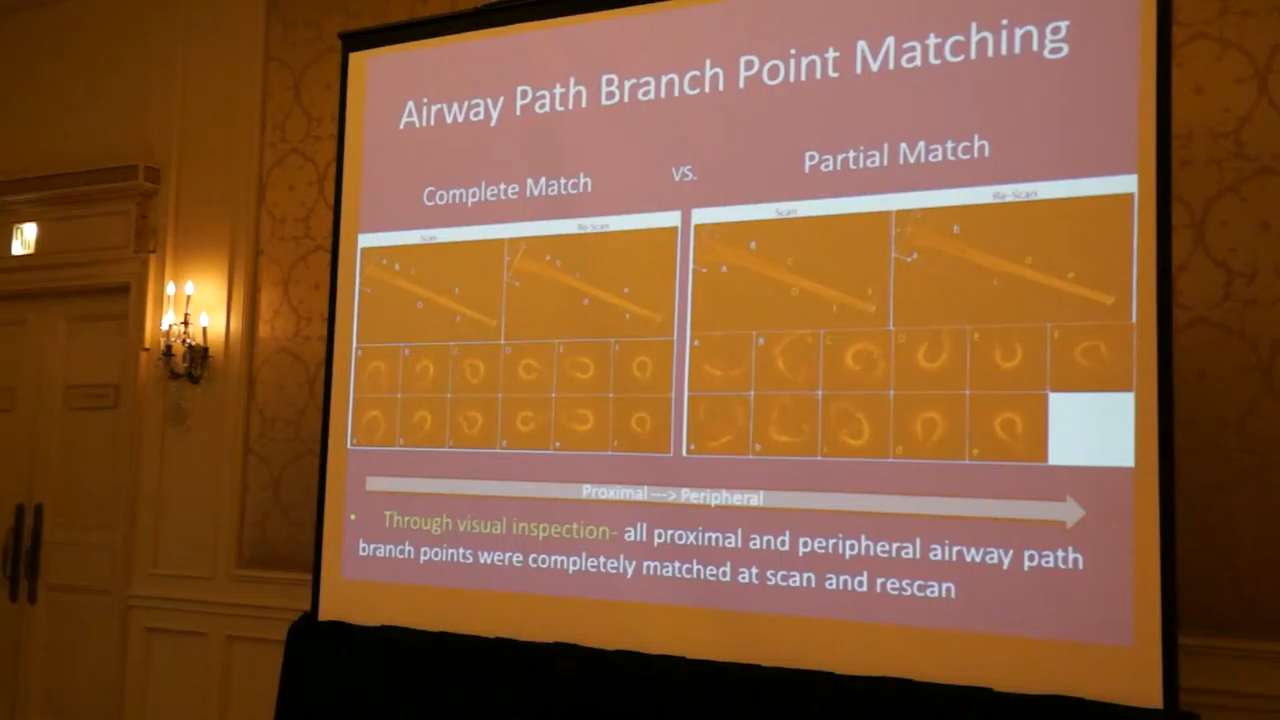 Airway Path Branch Point Matching
Complete Match vs. Partial Match
Scan Re-Scan Scan Re-Scan
A B C D E F
a b c d e f
A B C D E F
a b c d e
Proximal ---> Peripheral
• Through visual inspection- all proximal and peripheral airway path
branch points were completely matched at scan and rescan